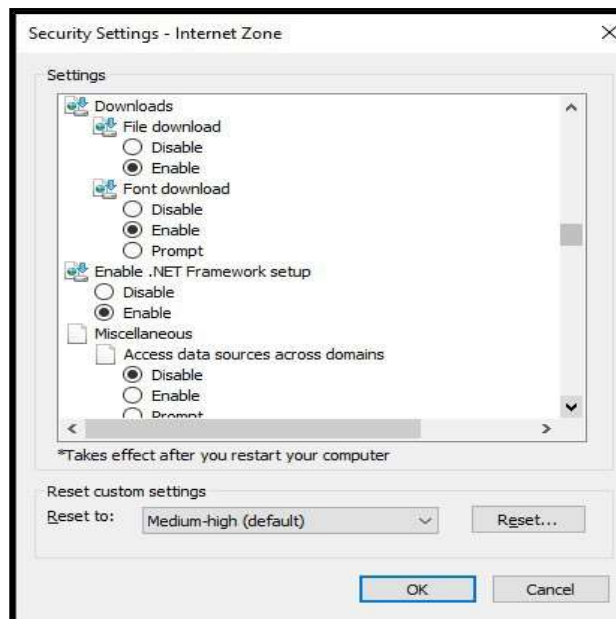 Security Settings - Internet Zone
Settings
Downloads
File download
Disable
Enable
Font download
Disable
Enable
Prompt
Enable .NET Framework setup
Disable
Enable
Miscellaneous
Access data sources across domains
Disable
Enable
Prompt
*Takes effect after you restart your computer
Reset custom settings
Reset to: Medium-high (default) Reset...
OK Cancel